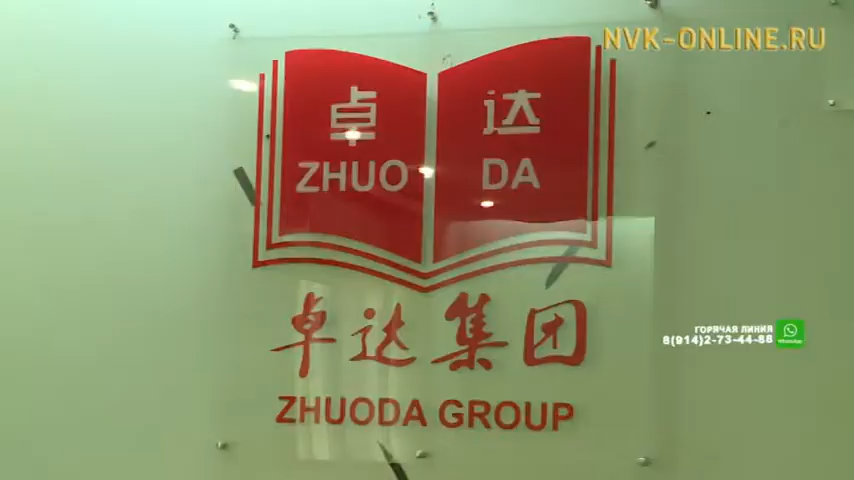 NVK-ONLINE.RU
卓 达
ZHUO DA
ГОРЯЧАЯ ЛИНИЯ
8(914)2-73-44-88
WhatsApp
卓达集团
ZHUODA GROUP